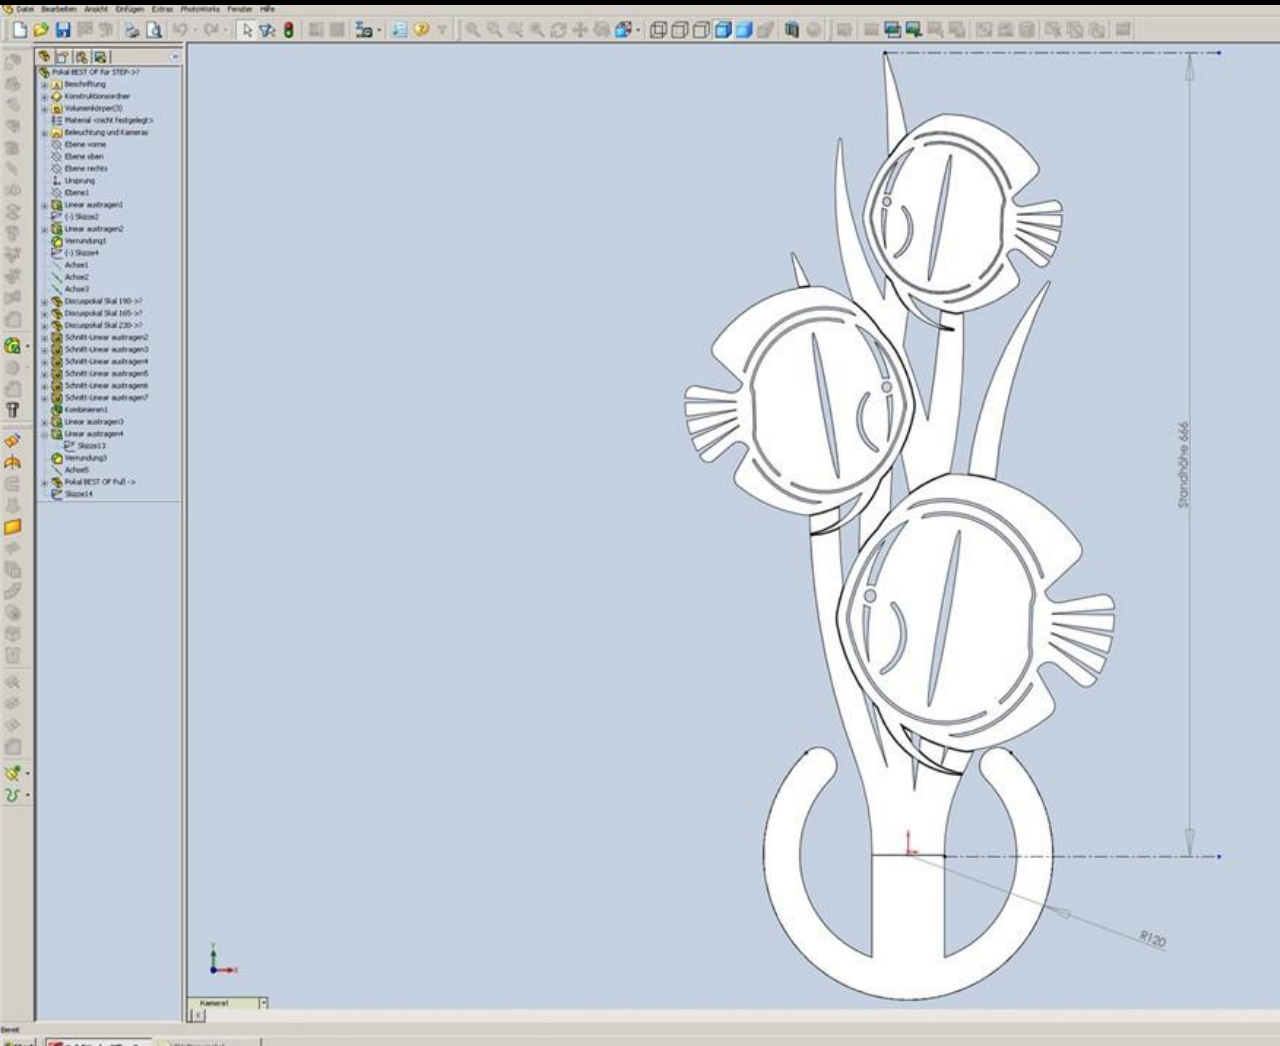 Datei Bearbeiten Ansicht Einfügen Extras PhotoWorks Fenster Hilfe
Pokal BEST OF für STEP->?
Beschriftung
Konstruktionsordner
Volumenkörper(3)
Material <nicht festgelegt>
Beleuchtung und Kameras
Ebene vorne
Ebene oben
Ebene rechts
Ursprung
Ebene1
Linear austragen1
(-) Skizze2
Linear austragen2
Verrundung1
(-) Skizze4
Achse1
Achse2
Achse3
Discuspokal Skal 190->?
Discuspokal Skal 165->?
Discuspokal Skal 230->?
Schnitt-Linear austragen2
Schnitt-Linear austragen3
Schnitt-Linear austragen4
Schnitt-Linear austragen5
Schnitt-Linear austragen6
Schnitt-Linear austragen7
Kombinieren1
Linear austragen3
Linear austragen4
Skizze13
Verrundung3
Achse5
Pokal BEST OF Fuß ->
Skizze14
Standhöhe 666
R120
Y
X
Kamera1
Bereit